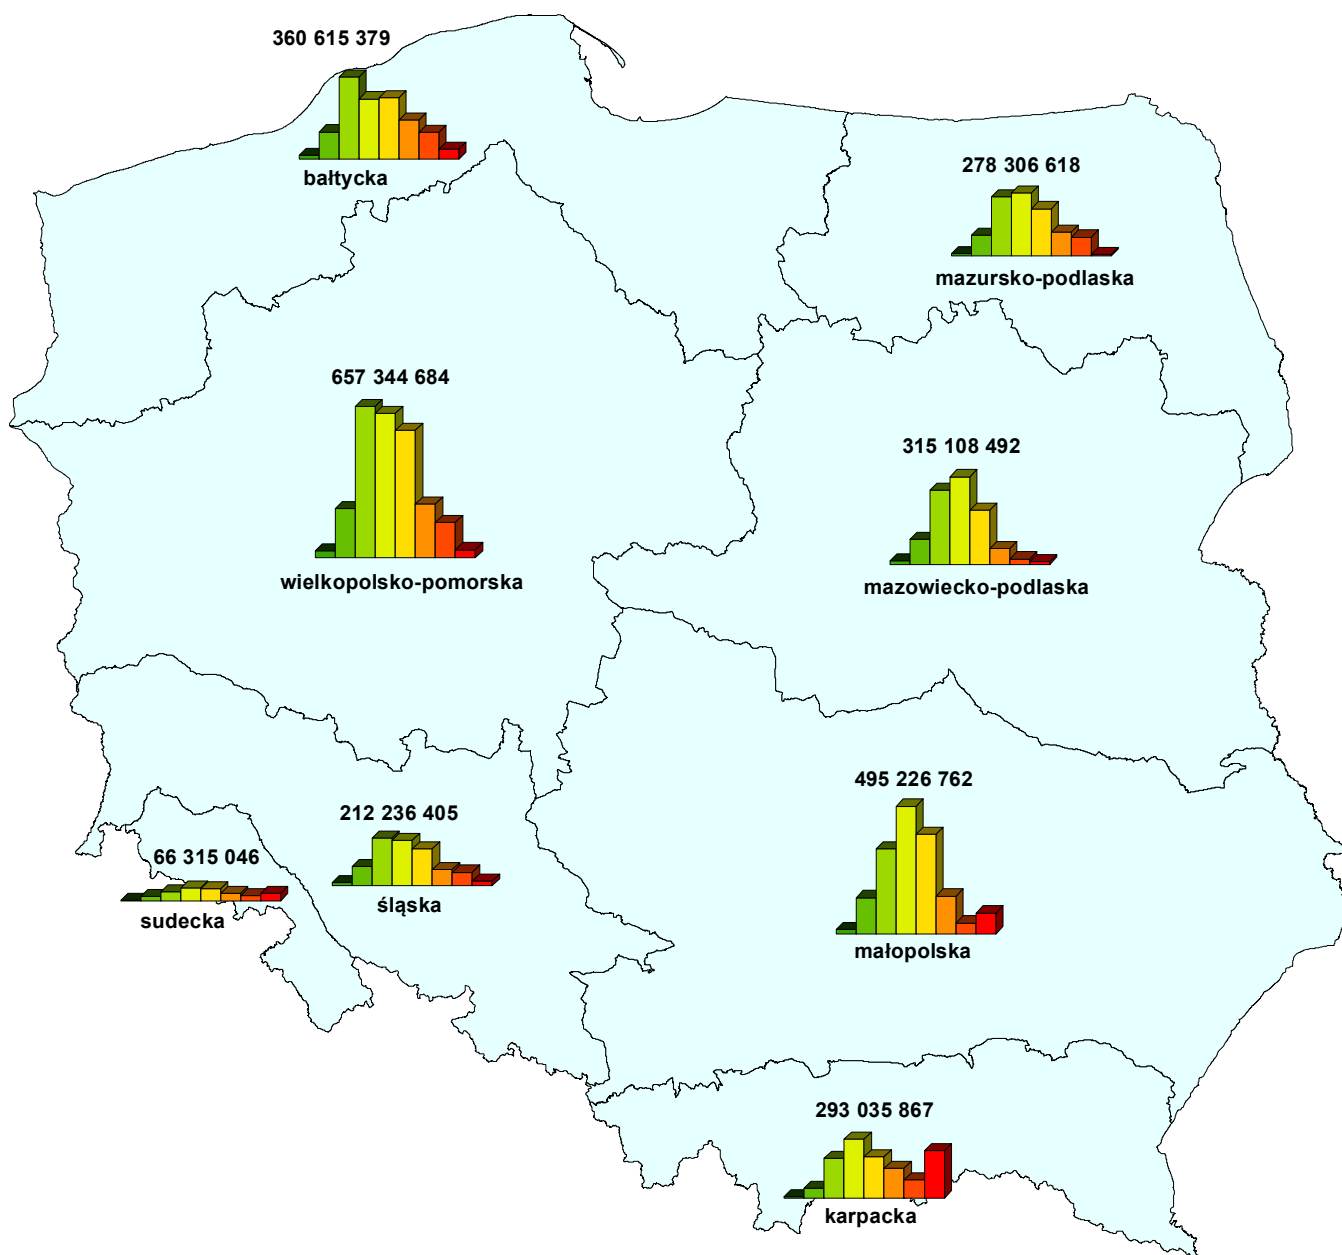 360 615 379
bałtycka
278 306 618
mazursko-podlaska
657 344 684
wielkopolsko-pomorska
315 108 492
mazowiecko-podlaska
495 226 762
małopolska
212 236 405
śląska
66 315 046
sudecka
293 035 867
karpacka